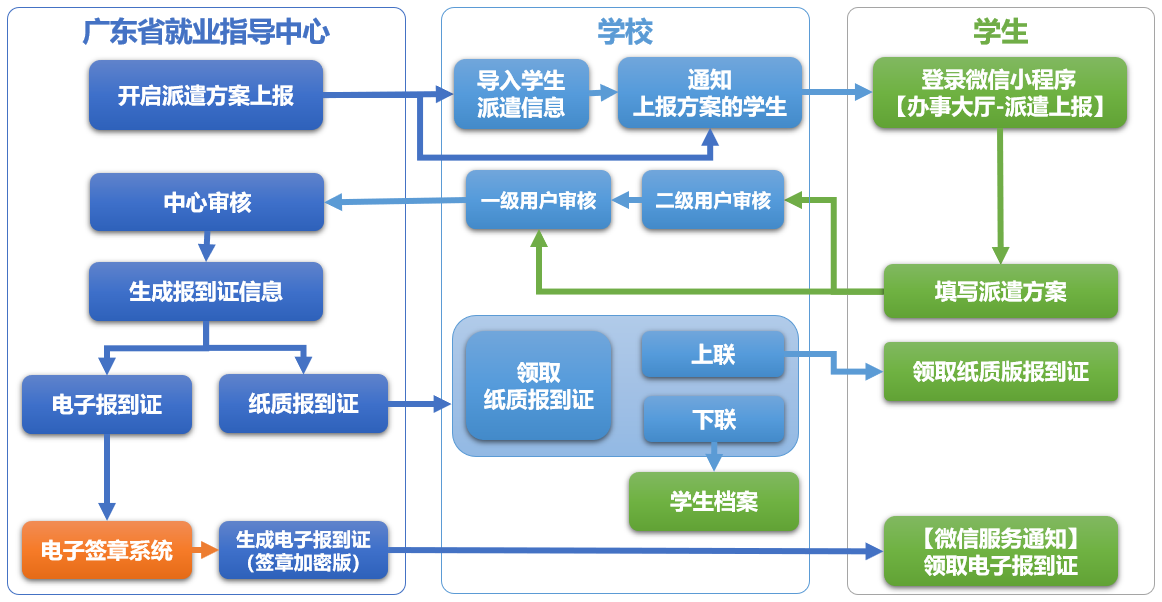 广东省就业指导中心
学校
学生
开启派遣方案上报
导入学生
派遣信息
通知
上报方案的学生
登录微信小程序
【办事大厅-派遣上报】
中心审核
一级用户审核
二级用户审核
生成报到证信息
填写派遣方案
电子报到证
纸质报到证
领取
纸质报到证
上联
下联
领取纸质版报到证
学生档案
电子签章系统
生成电子报到证
（签章加密版）
【微信服务通知】
领取电子报到证